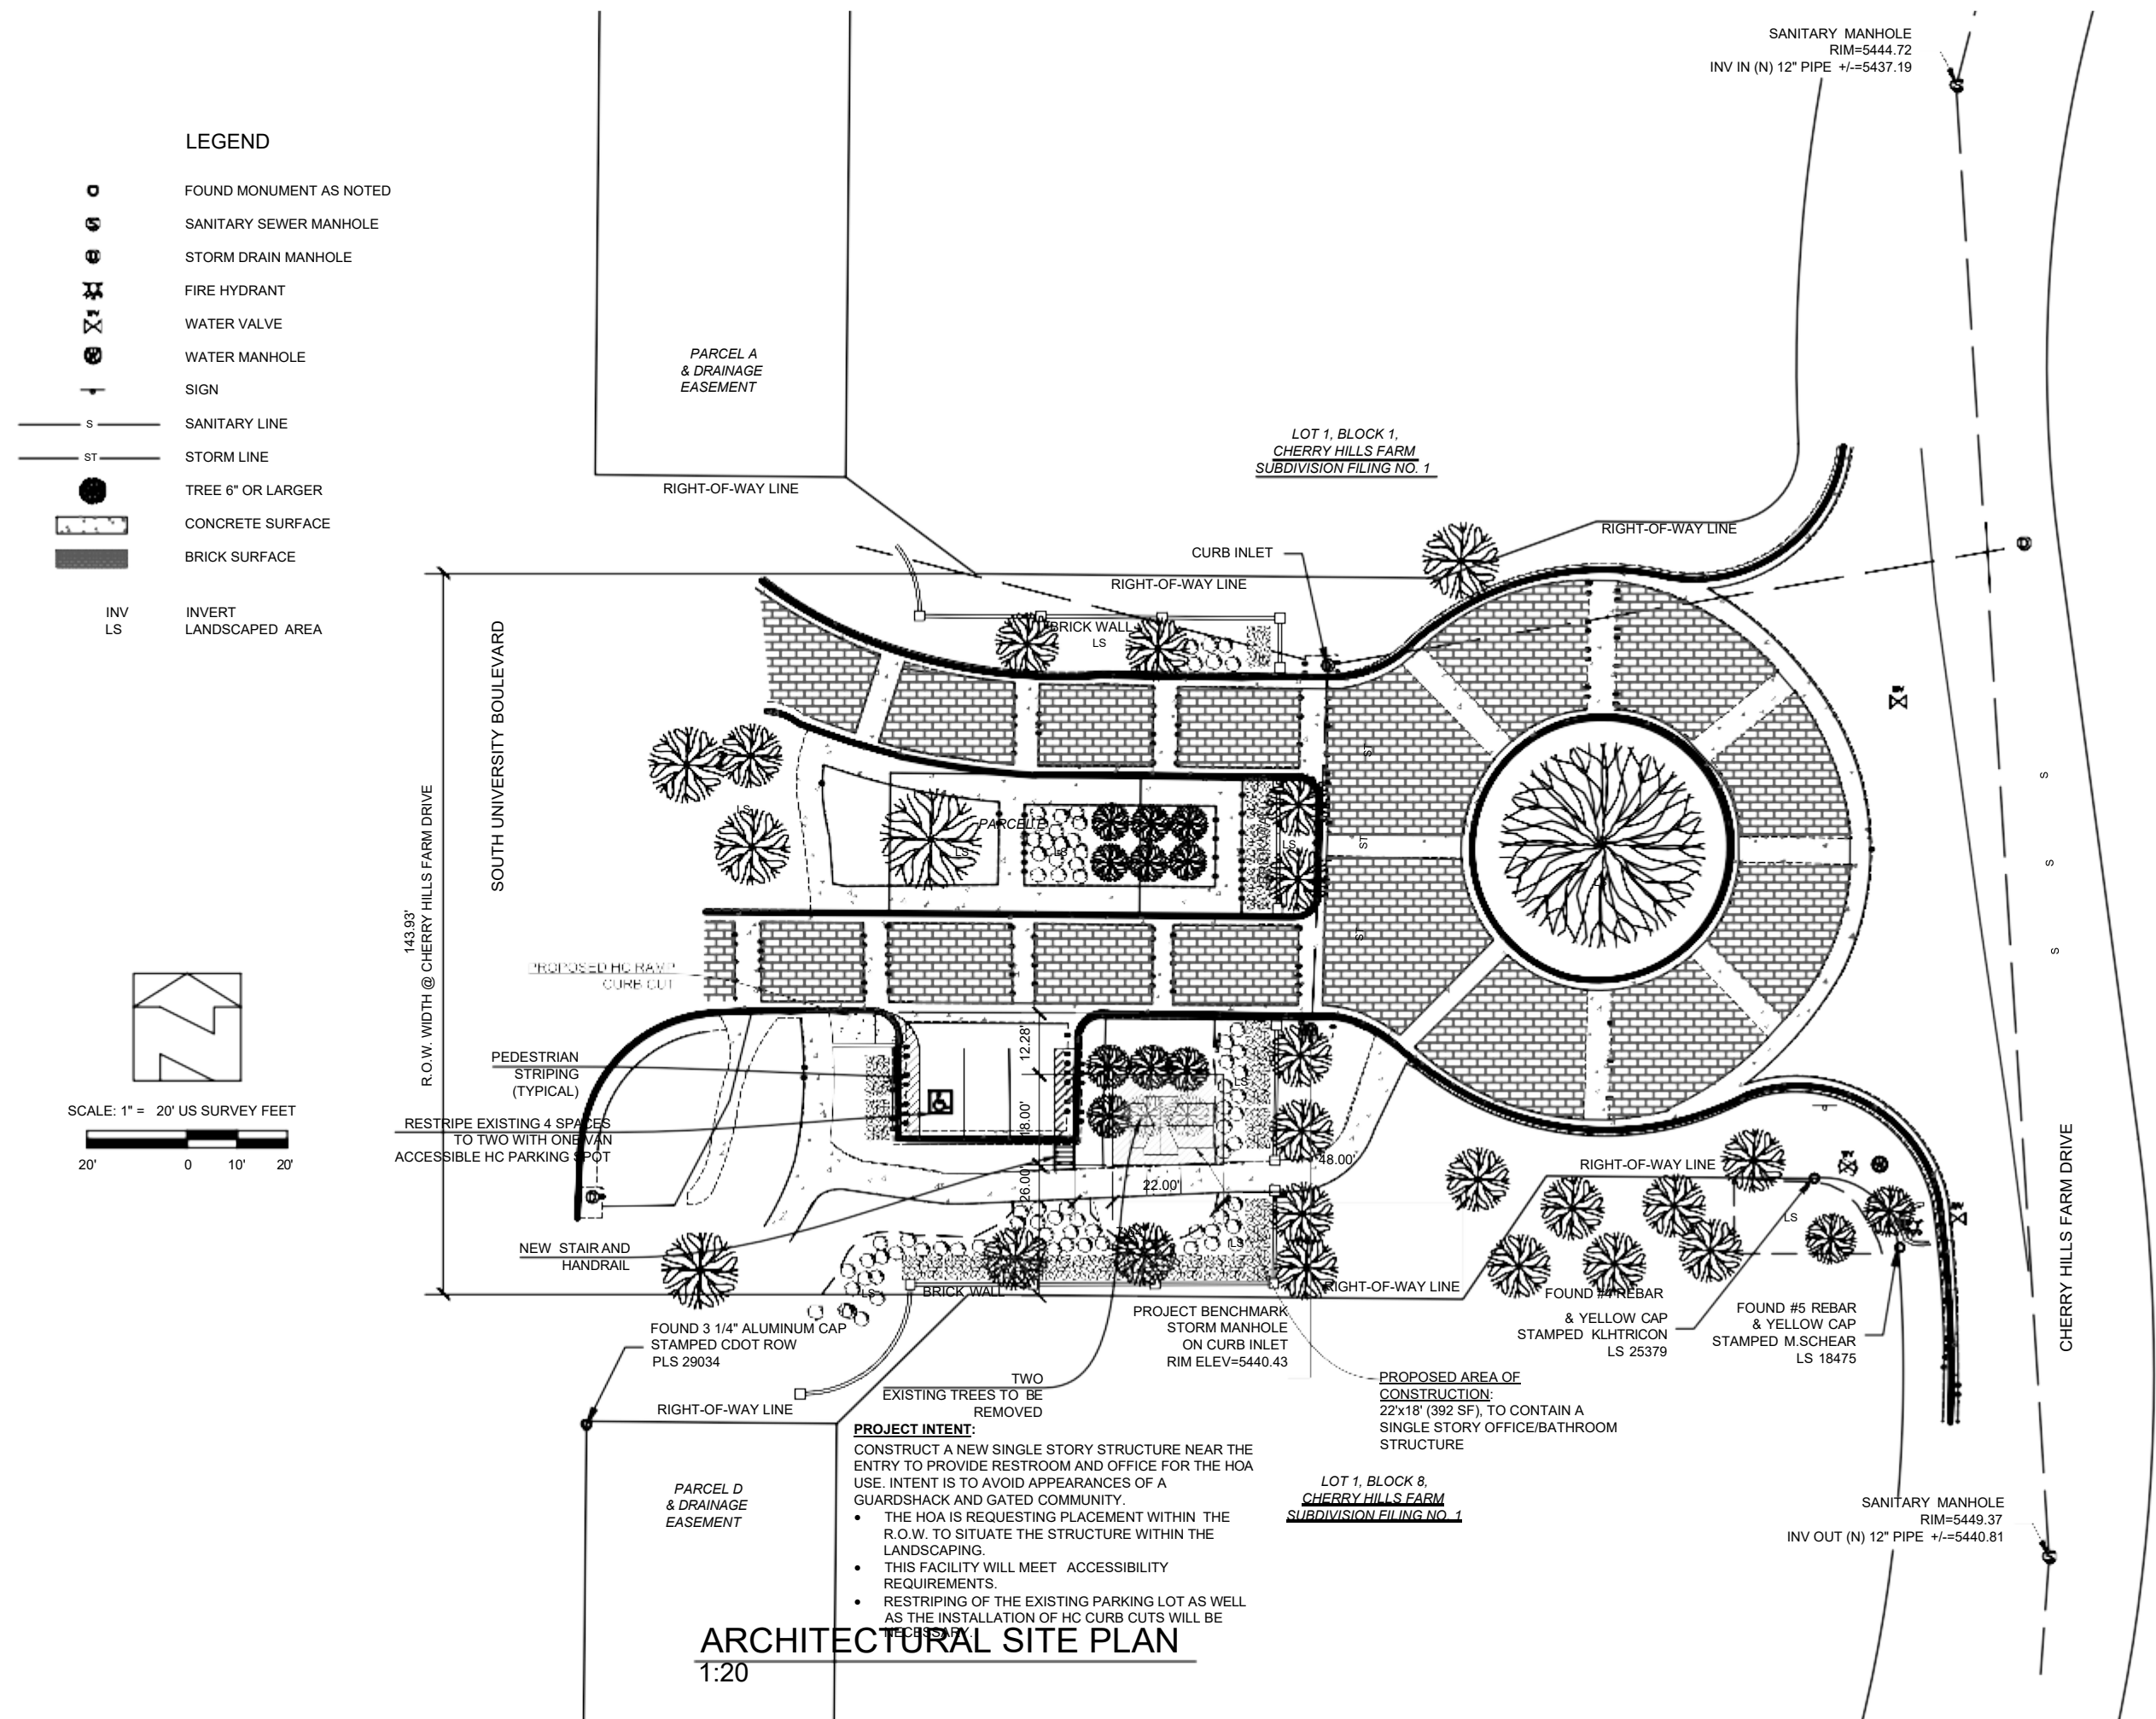 SANITARY MANHOLE
RIM=5444.72
INV IN (N) 12" PIPE +/-=5437.19
LEGEND
FOUND MONUMENT AS NOTED
SANITARY SEWER MANHOLE
STORM DRAIN MANHOLE
FIRE HYDRANT
WATER VALVE
WATER MANHOLE
SIGN
S SANITARY LINE
ST STORM LINE
TREE 6" OR LARGER
CONCRETE SURFACE
BRICK SURFACE
INV INVERT
LS LANDSCAPED AREA
PARCEL A
& DRAINAGE
EASEMENT
RIGHT-OF-WAY LINE
LOT 1, BLOCK 1,
CHERRY HILLS FARM
SUBDIVISION FILING NO. 1
RIGHT-OF-WAY LINE
CURB INLET
RIGHT-OF-WAY LINE
BRICK WALL
LS
SOUTH UNIVERSITY BOULEVARD
143.93'
R.O.W. WIDTH @ CHERRY HILLS FARM DRIVE
LS
PARCEL E
LS
LS
LS
ST
ST
ST
S
S
S
S
PROPOSED HC RAMP
CURB CUT
PEDESTRIAN
STRIPING
(TYPICAL)
RESTRIPE EXISTING 4 SPACES
TO TWO WITH ONE VAN
ACCESSIBLE HC PARKING SPOT
12.28'
18.00'
26.00'
22.00'
48.00'
LS
LS
LS
SCALE: 1" = 20' US SURVEY FEET
20' 0 10' 20'
NEW STAIR AND
HANDRAIL
BRICK WALL
RIGHT-OF-WAY LINE
LS
RIGHT-OF-WAY LINE
CHERRY HILLS FARM DRIVE
FOUND 3 1/4" ALUMINUM CAP
STAMPED CDOT ROW
PLS 29034
RIGHT-OF-WAY LINE
PROJECT BENCHMARK
STORM MANHOLE
ON CURB INLET
RIM ELEV=5440.43
FOUND #4 REBAR
& YELLOW CAP
STAMPED KLHTRICON
LS 25379
FOUND #5 REBAR
& YELLOW CAP
STAMPED M.SCHEAR
LS 18475
TWO
EXISTING TREES TO BE
REMOVED
PROPOSED AREA OF
CONSTRUCTION:
22'x18' (392 SF), TO CONTAIN A
SINGLE STORY OFFICE/BATHROOM
STRUCTURE
PROJECT INTENT:
CONSTRUCT A NEW SINGLE STORY STRUCTURE NEAR THE
ENTRY TO PROVIDE RESTROOM AND OFFICE FOR THE HOA
USE. INTENT IS TO AVOID APPEARANCES OF A
GUARDSHACK AND GATED COMMUNITY.
• THE HOA IS REQUESTING PLACEMENT WITHIN THE
R.O.W. TO SITUATE THE STRUCTURE WITHIN THE
LANDSCAPING.
• THIS FACILITY WILL MEET ACCESSIBILITY
REQUIREMENTS.
• RESTRIPING OF THE EXISTING PARKING LOT AS WELL
AS THE INSTALLATION OF HC CURB CUTS WILL BE
NECESSARY.
PARCEL D
& DRAINAGE
EASEMENT
LOT 1, BLOCK 8,
CHERRY HILLS FARM
SUBDIVISION FILING NO. 1
SANITARY MANHOLE
RIM=5449.37
INV OUT (N) 12" PIPE +/-=5440.81
ARCHITECTURAL SITE PLAN
1:20